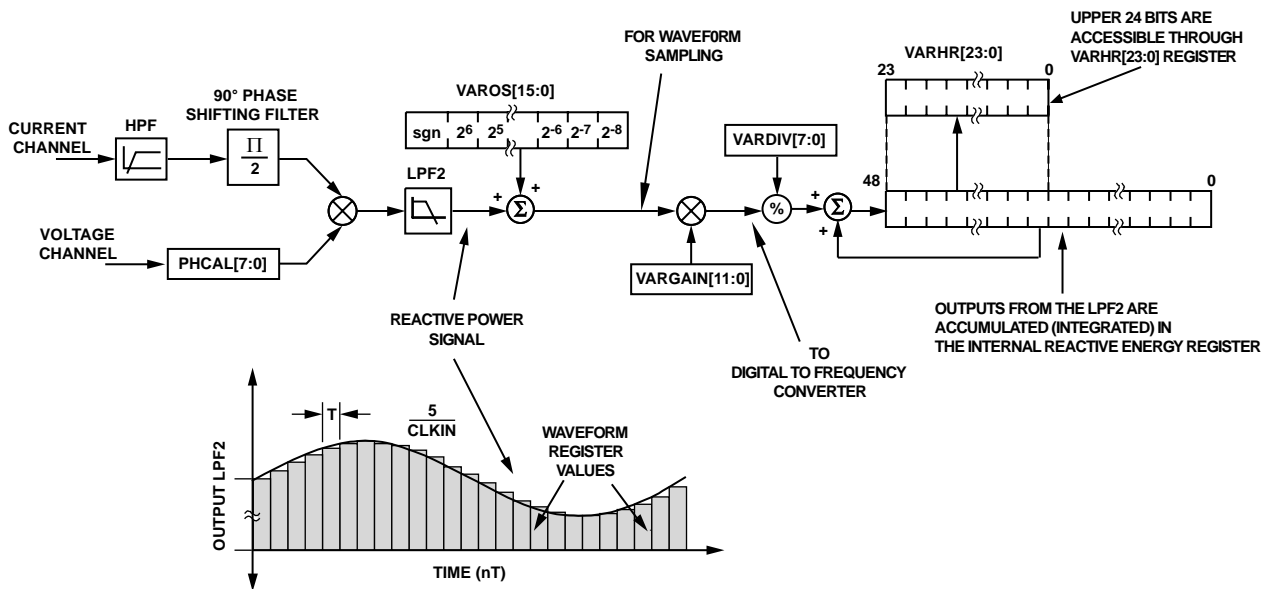 UPPER 24 BITS ARE
ACCESSIBLE THROUGH
VARHR[23:0] REGISTER
FOR WAVEF0RM
SAMPLING
VARHR[23:0]
23
0
90° PHASE
SHIFTING FILTER
VAROS[15:0]
CURRENT
CHANNEL
HPF
Π
2
sgn 2⁶ 2⁵ 2⁻⁶ 2⁻⁷ 2⁻⁸
VARDIV[7:0]
LPF2
+
+
Σ
%
+
+
Σ
48
0
VOLTAGE
CHANNEL
PHCAL[7:0]
VARGAIN[11:0]
REACTIVE POWER
SIGNAL
TO
DIGITAL TO FREQUENCY
CONVERTER
OUTPUTS FROM THE LPF2 ARE
ACCUMULATED (INTEGRATED) IN
THE INTERNAL REACTIVE ENERGY REGISTER
T
5
CLKIN
WAVEFORM
REGISTER
VALUES
OUTPUT LPF2
TIME (nT)